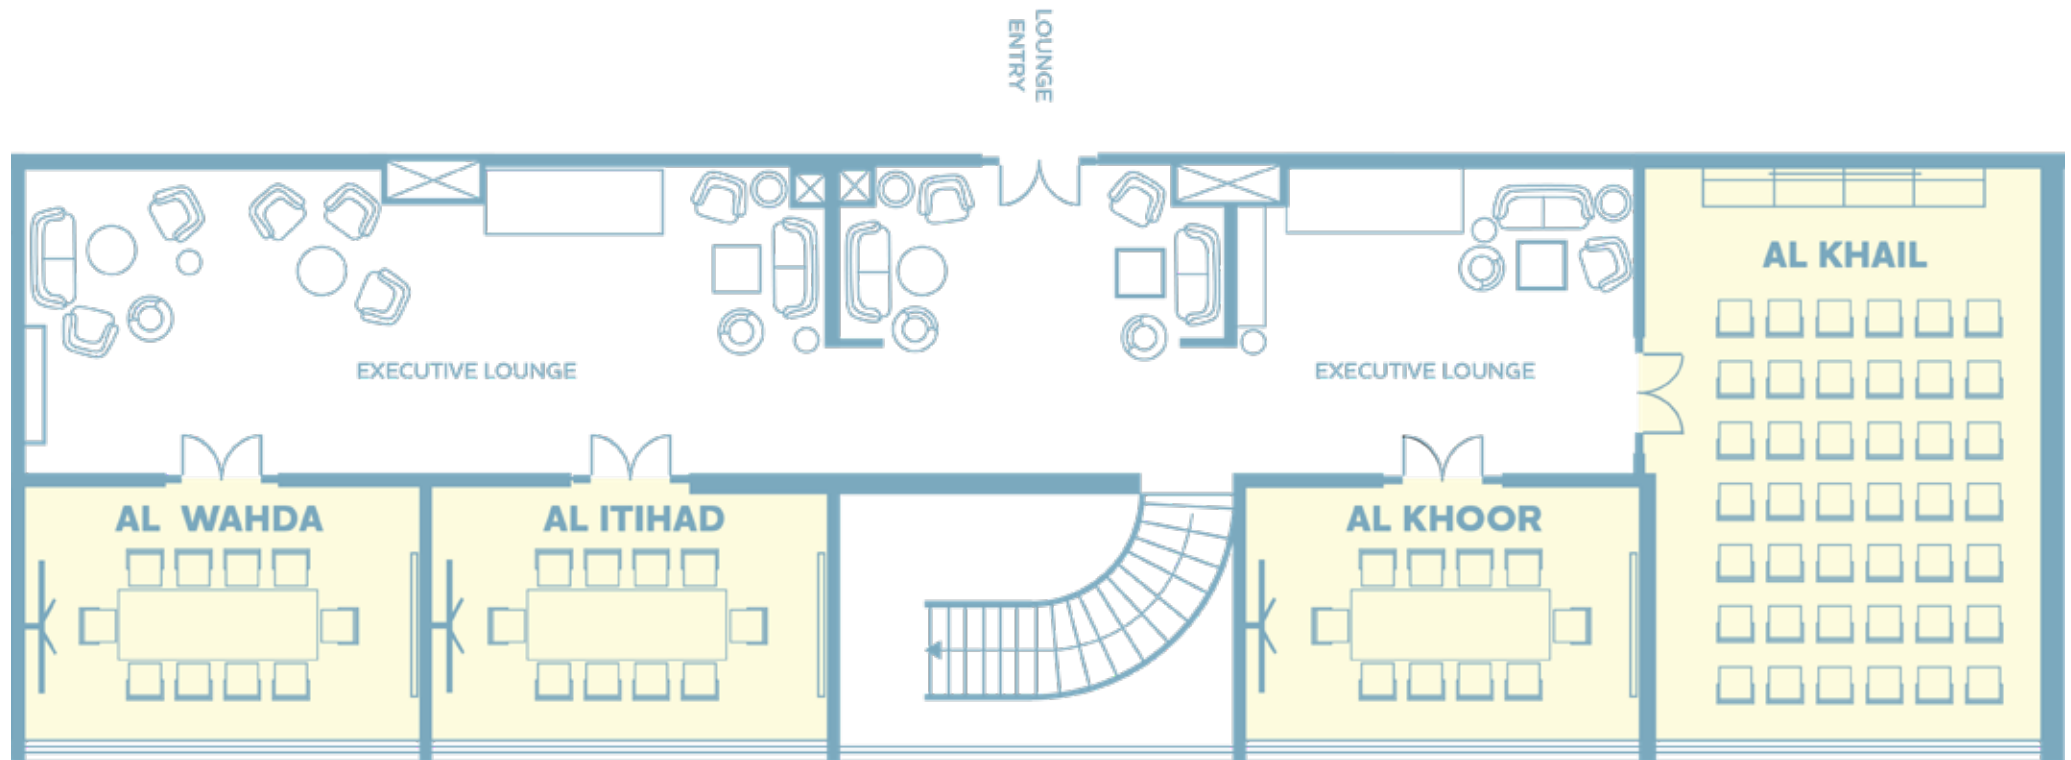 LOUNGE
ENTRY
AL KHAIL
EXECUTIVE LOUNGE
EXECUTIVE LOUNGE
AL WAHDA
AL ITIHAD
AL KHOOR